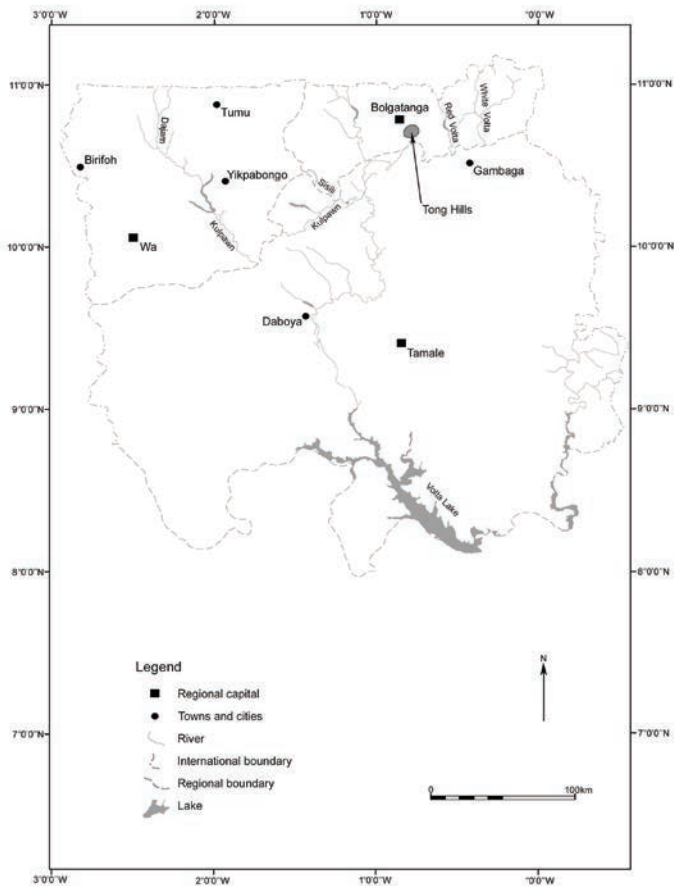 3°0'0"W
2°0'0"W
1°0'0"W
0°0'0"W
11°0'0"N
11°0'0"N
Bolgatanga
Tumu
Red Volta
White Volta
Birifoh
Yikpabongo
Sisili
Gambaga
Kulpawn
Kulpawn
Tong Hills
10°0'0"N
10°0'0"N
Wa
Daboya
Tamale
9°0'0"N
9°0'0"N
Volta Lake
8°0'0"N
8°0'0"N
Legend
N
Regional capital
Towns and cities
River
7°0'0"N
7°0'0"N
International boundary
Regional boundary
0
100km
Lake
3°0'0"W
2°0'0"W
1°0'0"W
0°0'0"W